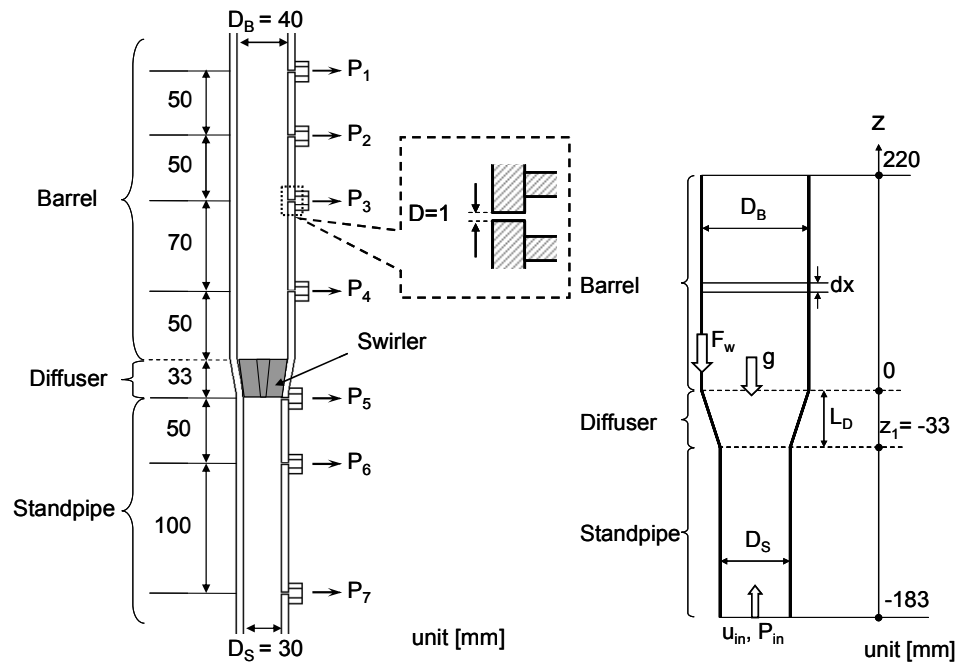 D_B = 40
P_1
50
P_2
50
Barrel
P_3
D=1
70
P_4
50
Swirler
Diffuser
33
P_5
50
P_6
Standpipe
100
P_7
D_S = 30
unit [mm]
z
220
D_B
Barrel
dx
F_w
g
0
Diffuser
L_D
z_1= -33
Standpipe
D_S
-183
u_in, P_in
unit [mm]